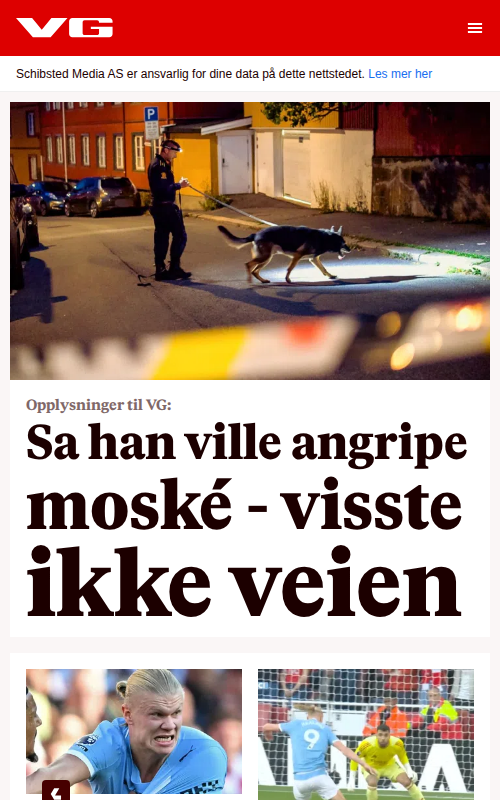 VG
Schibsted Media AS er ansvarlig for dine data på dette nettstedet. Les mer her
P
Opplysninger til VG:
Sa han ville angripe
moské - visste
ikke veien
9